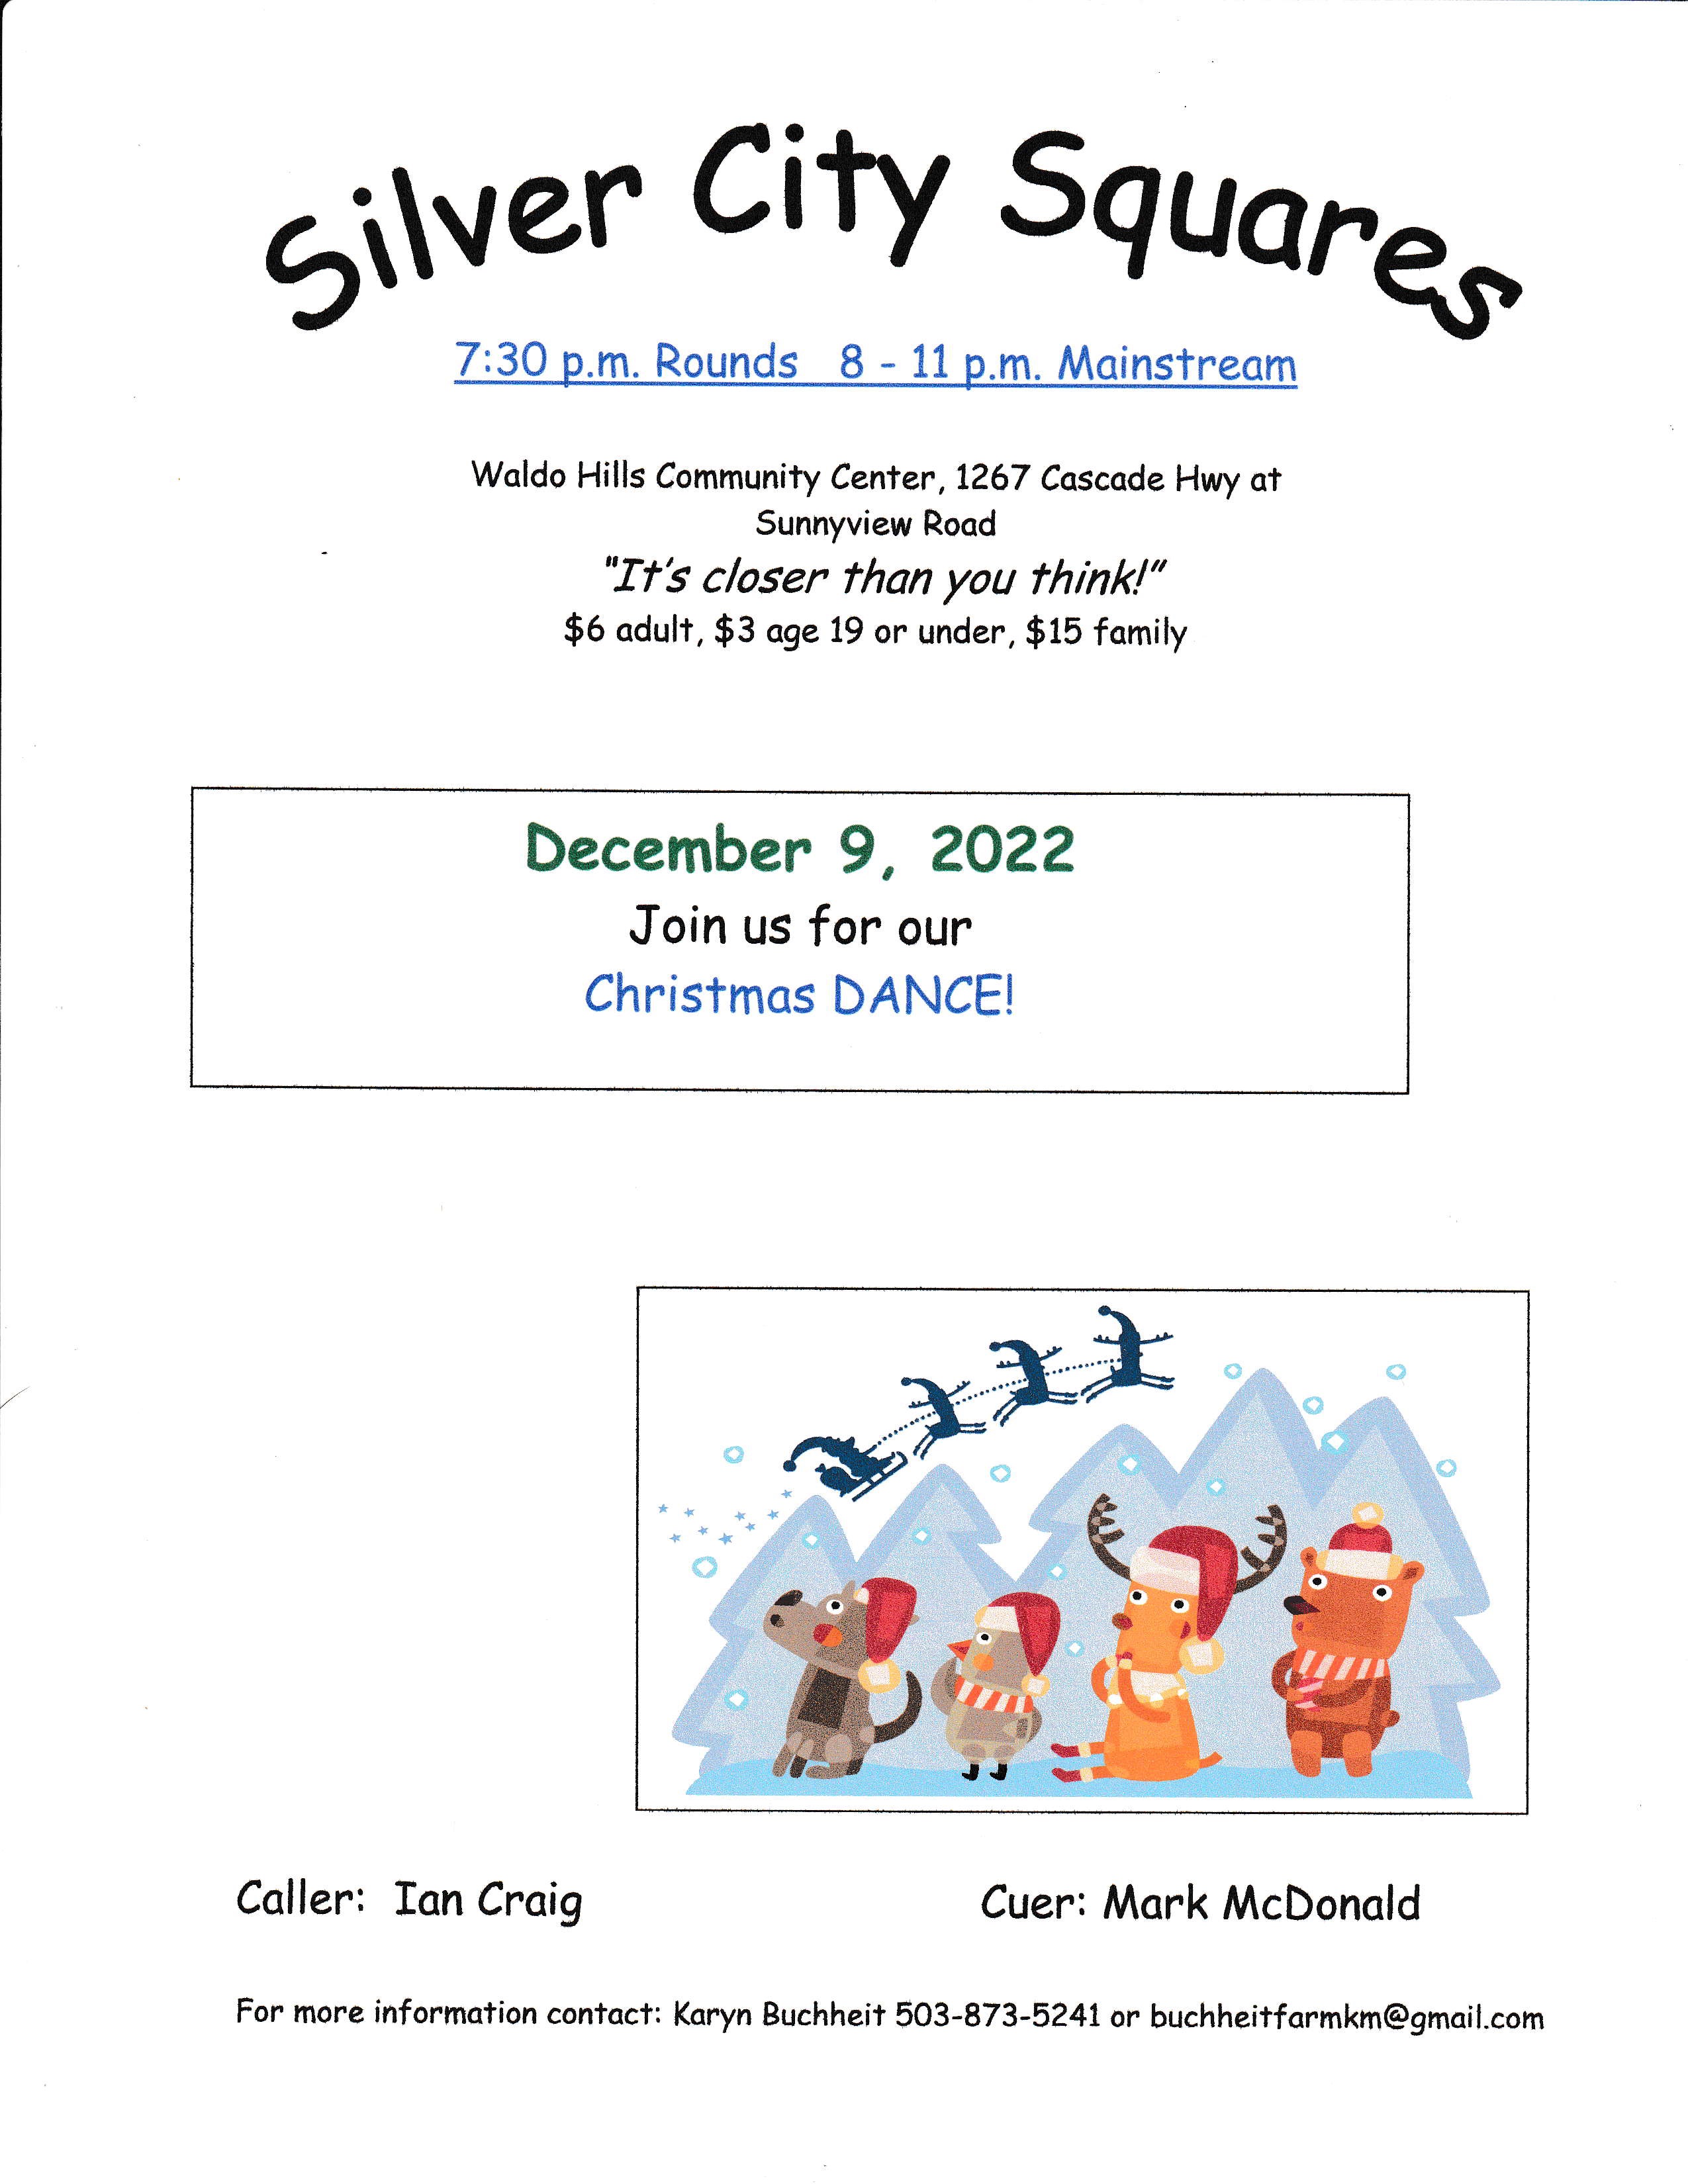 Silver City Squares
7:30 p.m. Rounds   8 - 11 p.m. Mainstream
Waldo Hills Community Center, 1267 Cascade Hwy at
Sunnyview Road
"It's closer than you think!"
$6 adult, $3 age 19 or under, $15 family
December 9, 2022
Join us for our
Christmas DANCE!
Caller:  Ian Craig    Cuer: Mark McDonald
For more information contact: Karyn Buchheit 503-873-5241 or buchheitfarmkm@gmail.com